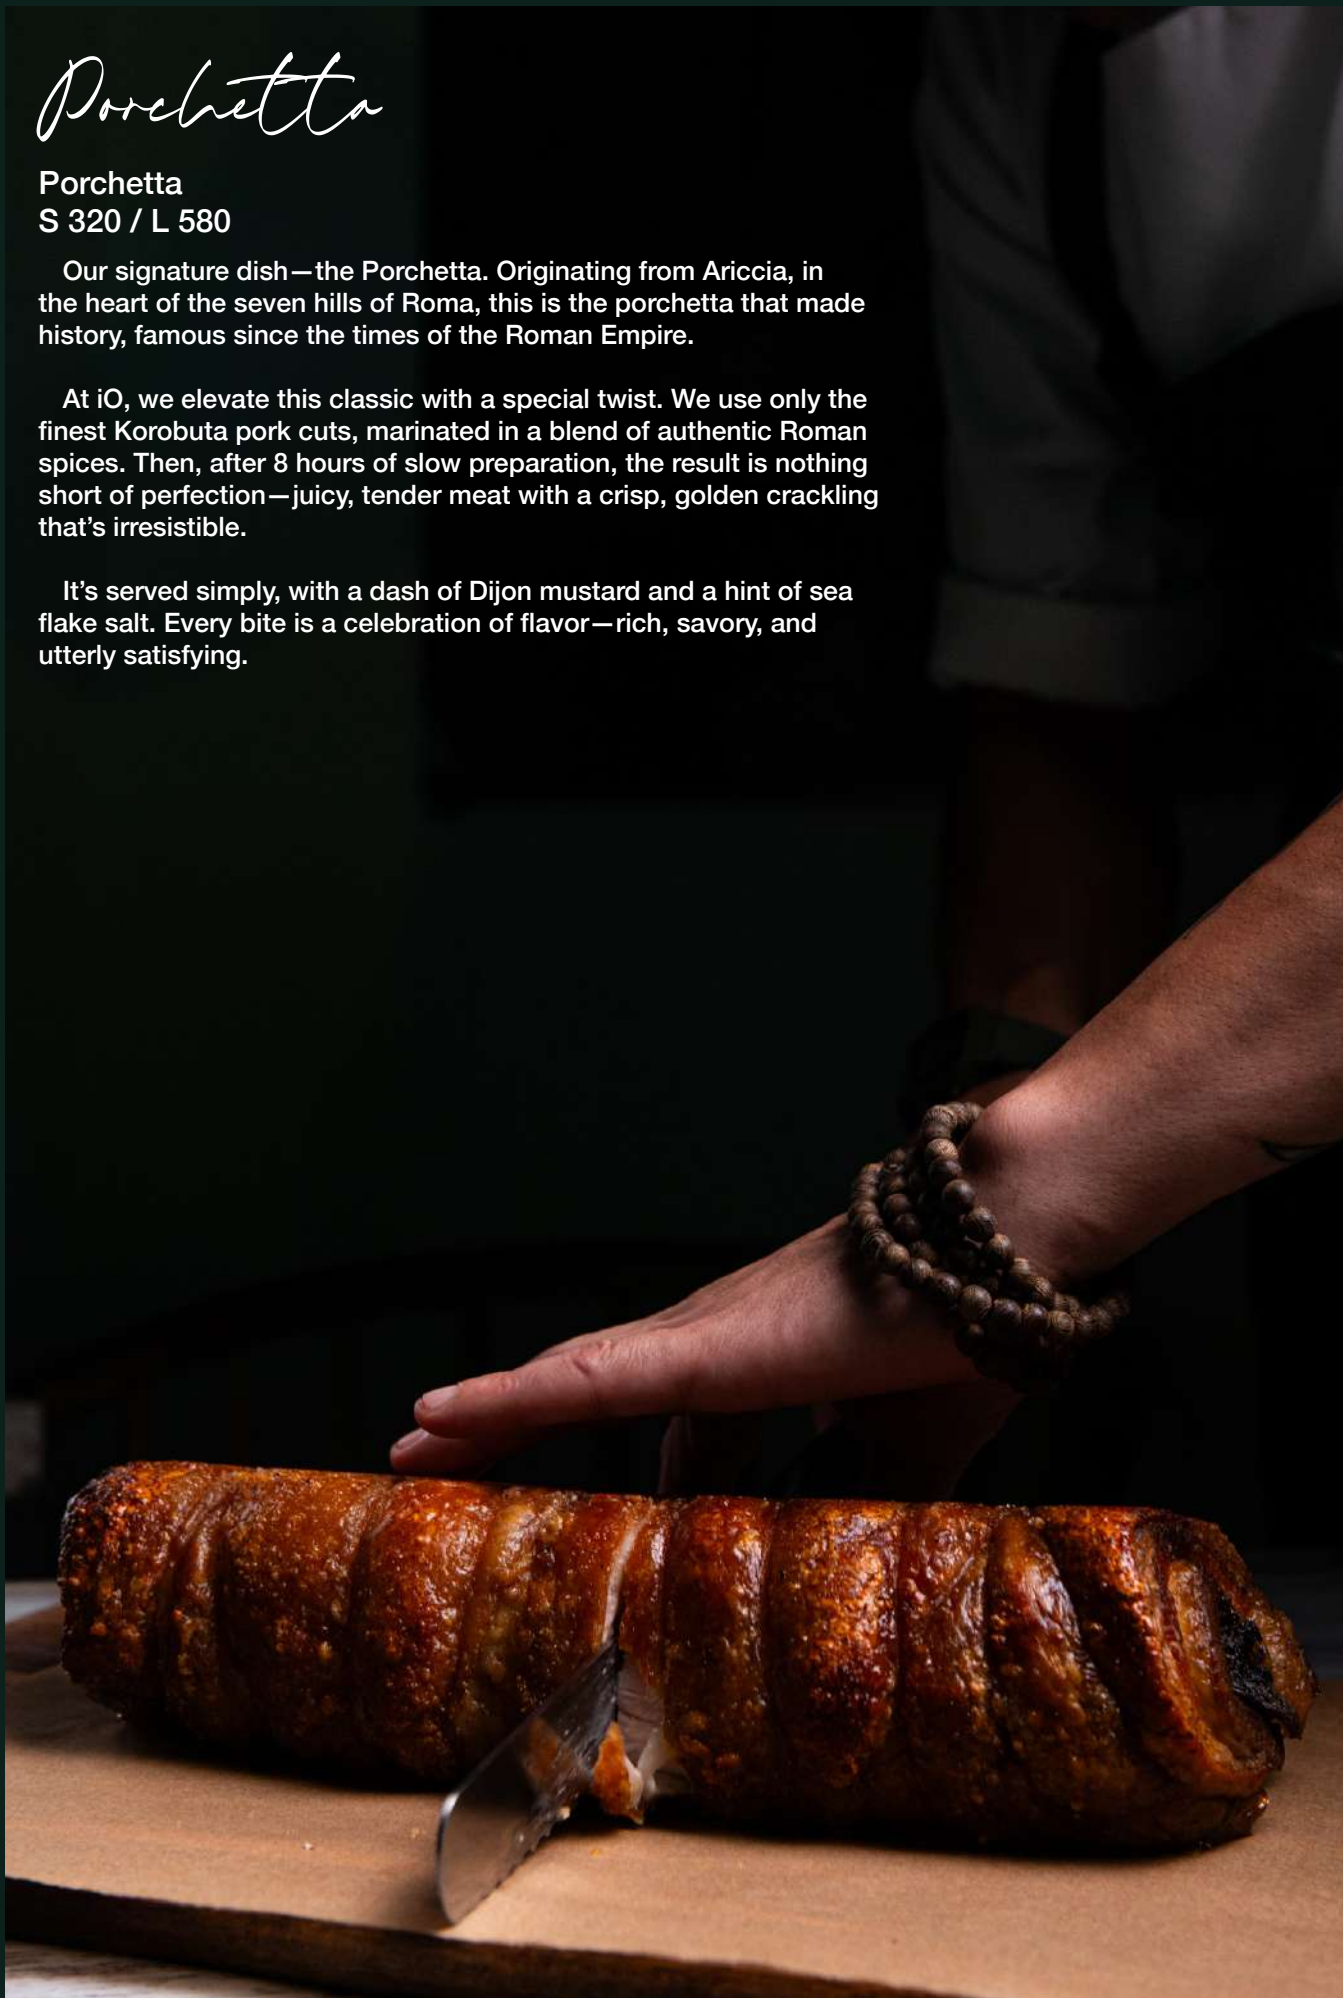 Porchetta
Porchetta
S 320 / L 580
Our signature dish—the Porchetta. Originating from Ariccia, in
the heart of the seven hills of Roma, this is the porchetta that made
history, famous since the times of the Roman Empire.
At iO, we elevate this classic with a special twist. We use only the
finest Korobuta pork cuts, marinated in a blend of authentic Roman
spices. Then, after 8 hours of slow preparation, the result is nothing
short of perfection—juicy, tender meat with a crisp, golden crackling
that’s irresistible.
It’s served simply, with a dash of Dijon mustard and a hint of sea
flake salt. Every bite is a celebration of flavor—rich, savory, and
utterly satisfying.